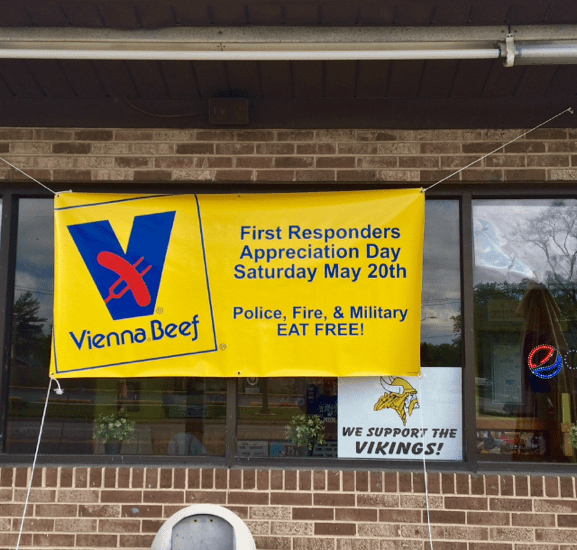 First Responders
Appreciation Day
Saturday May 20th
Police, Fire, & Military
EAT FREE!
Vienna® Beef®
®
WE SUPPORT THE
VIKINGS!